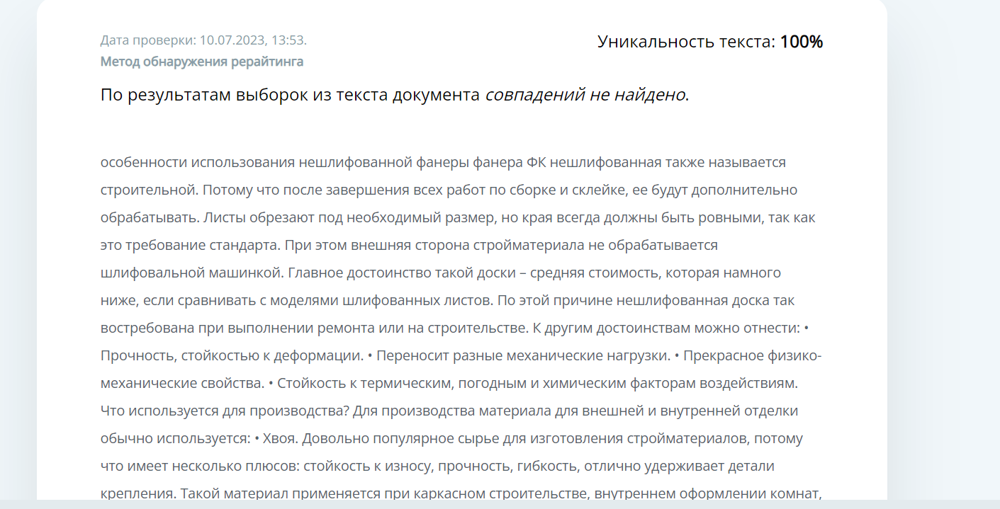 Дата проверки: 10.07.2023, 13:53.
Уникальность текста: 100%
Метод обнаружения рерайтинга
По результатам выборок из текста документа совпадений не найдено.
особенности использования нешлифованной фанеры фанера ФК нешлифованная также называется
строительной. Потому что после завершения всех работ по сборке и склейке, ее будут дополнительно
обрабатывать. Листы обрезают под необходимый размер, но края всегда должны быть ровными, так как
это требование стандарта. При этом внешняя сторона стройматериала не обрабатывается
шлифовальной машинкой. Главное достоинство такой доски – средняя стоимость, которая намного
ниже, если сравнивать с моделями шлифованных листов. По этой причине нешлифованная доска так
востребована при выполнении ремонта или на строительстве. К другим достоинствам можно отнести: •
Прочность, стойкостью к деформации. • Переносит разные механические нагрузки. • Прекрасное физико-
механические свойства. • Стойкость к термическим, погодным и химическим факторам воздействиям.
Что используется для производства? Для производства материала для внешней и внутренней отделки
обычно используется: • Хвоя. Довольно популярное сырье для изготовления стройматериалов, потому
что имеет несколько плюсов: стойкость к износу, прочность, гибкость, отлично удерживает детали
крепления. Такой материал применяется при каркасном строительстве, внутреннем оформлении комнат,